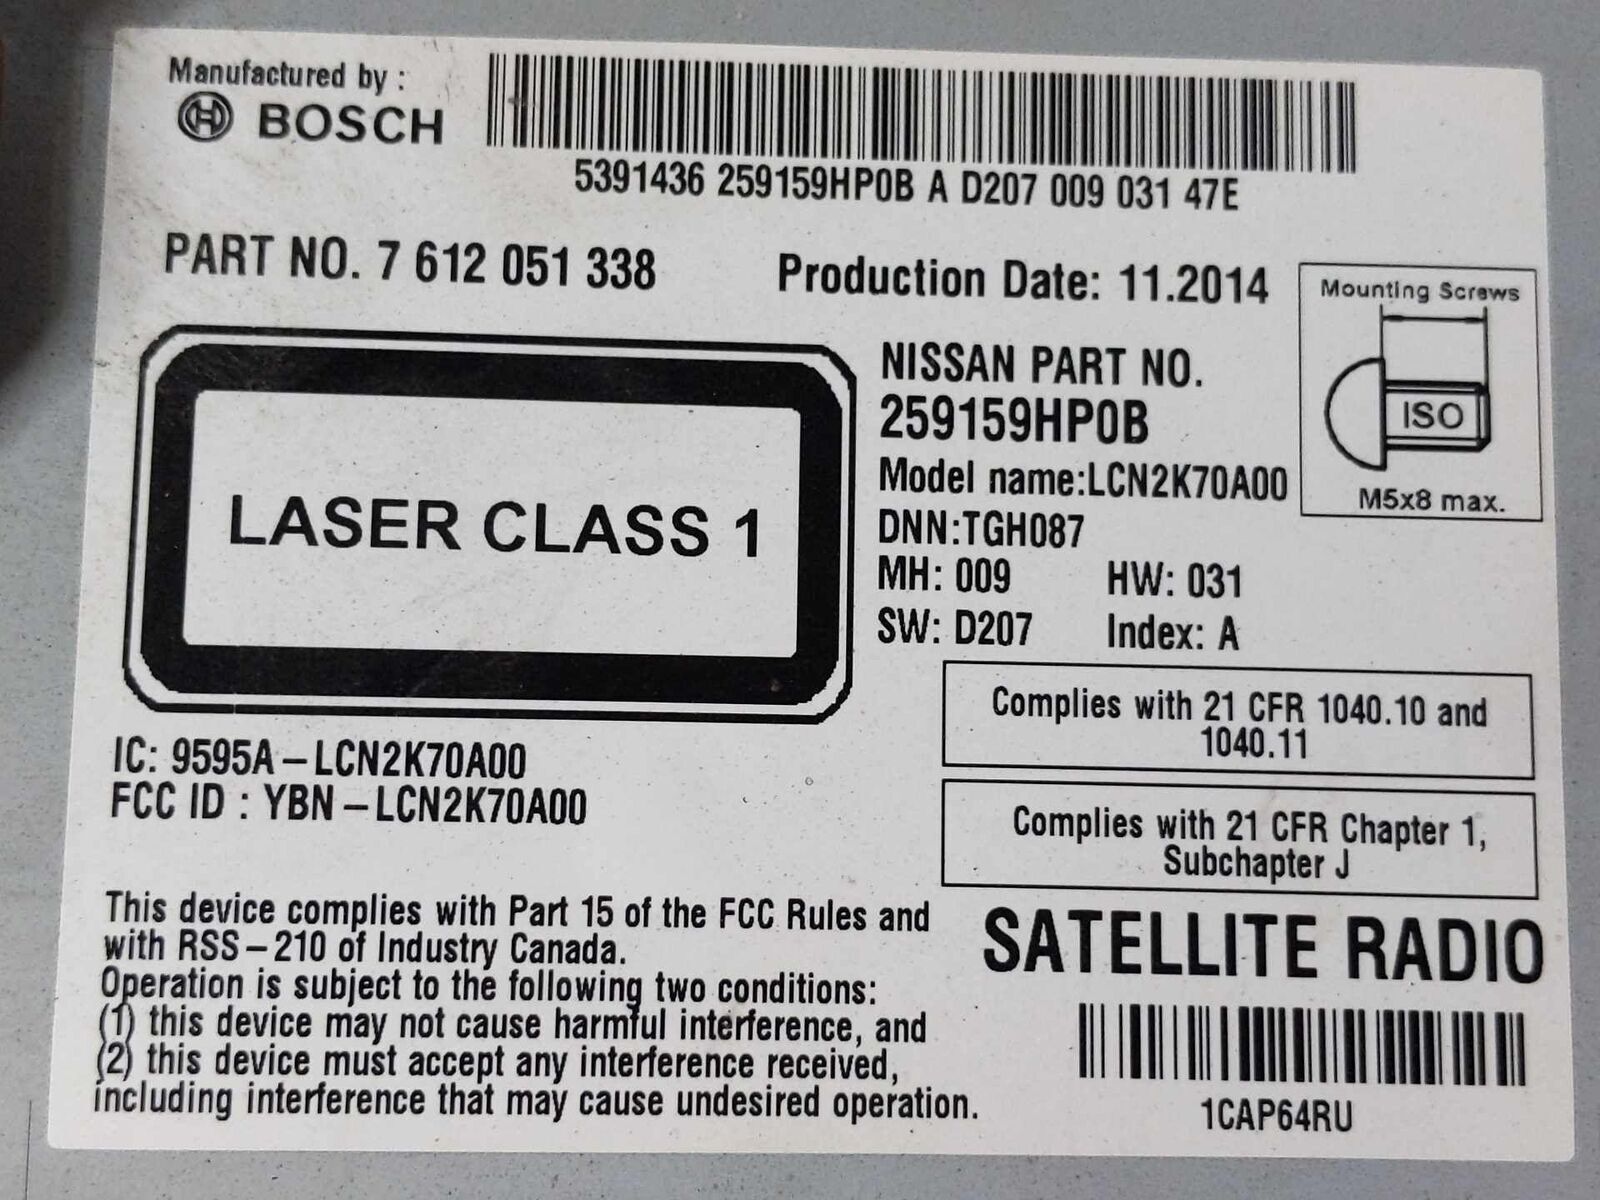 Manufactured by :
BOSCH
5391436 259159HP0B A D207 009 031 47E
PART NO. 7 612 051 338
Production Date: 11.2014
Mounting Screws
ISO
M5x8 max.
LASER CLASS 1
NISSAN PART NO.
259159HP0B
Model name:LCN2K70A00
DNN:TGH087
MH: 009 HW: 031
SW: D207 Index: A
Complies with 21 CFR 1040.10 and
1040.11
Complies with 21 CFR Chapter 1,
Subchapter J
IC: 9595A-LCN2K70A00
FCC ID : YBN-LCN2K70A00
This device complies with Part 15 of the FCC Rules and
with RSS-210 of Industry Canada.
Operation is subject to the following two conditions:
(1) this device may not cause harmful interference, and
(2) this device must accept any interference received,
including interference that may cause undesired operation.
SATELLITE RADIO
1CAP64RU